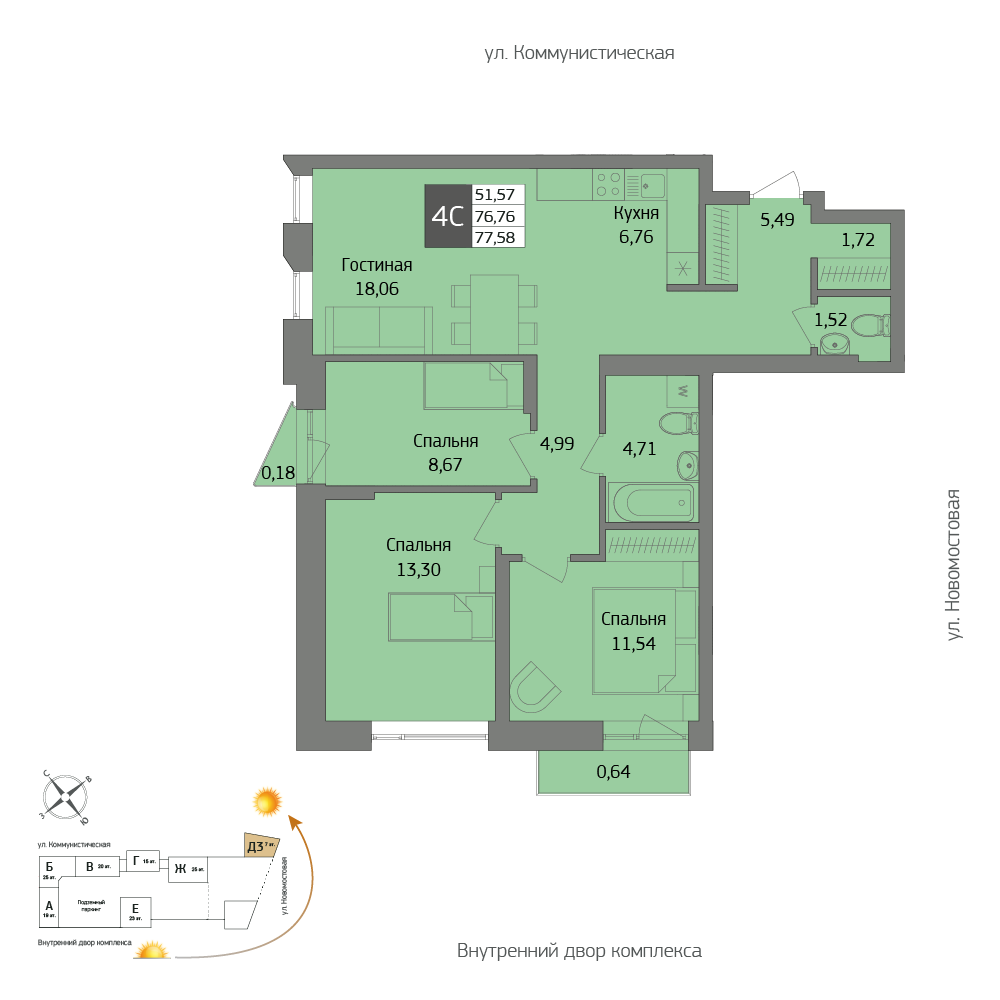 ул. Коммунистическая
4С
51,57
76,76
77,58
Кухня
6,76
5,49
1,72
Гостиная
18,06
1,52
W
Спальня
8,67
4,99
4,71
0,18
Спальня
13,30
Спальня
11,54
ул. Новомостовая
0,64
С
В
З
Ю
ул. Коммунистическая
Д3 7 эт.
Б
25 эт.
В 20 эт.
Г 15 эт.
Ж 25 эт.
А
19 эт.
Подземный
паркинг
Е
23 эт.
ул. Новомостовая
Внутренний двор комплекса
Внутренний двор комплекса